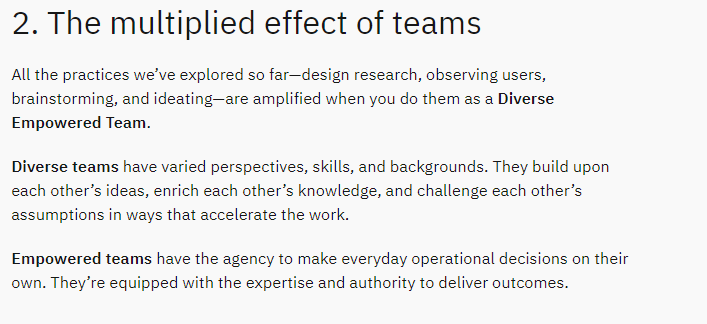 2. The multiplied effect of teams
All the practices we’ve explored so far—design research, observing users,
brainstorming, and ideating—are amplified when you do them as a Diverse
Empowered Team.
Diverse teams have varied perspectives, skills, and backgrounds. They build upon
each other’s ideas, enrich each other’s knowledge, and challenge each other’s
assumptions in ways that accelerate the work.
Empowered teams have the agency to make everyday operational decisions on their
own. They’re equipped with the expertise and authority to deliver outcomes.